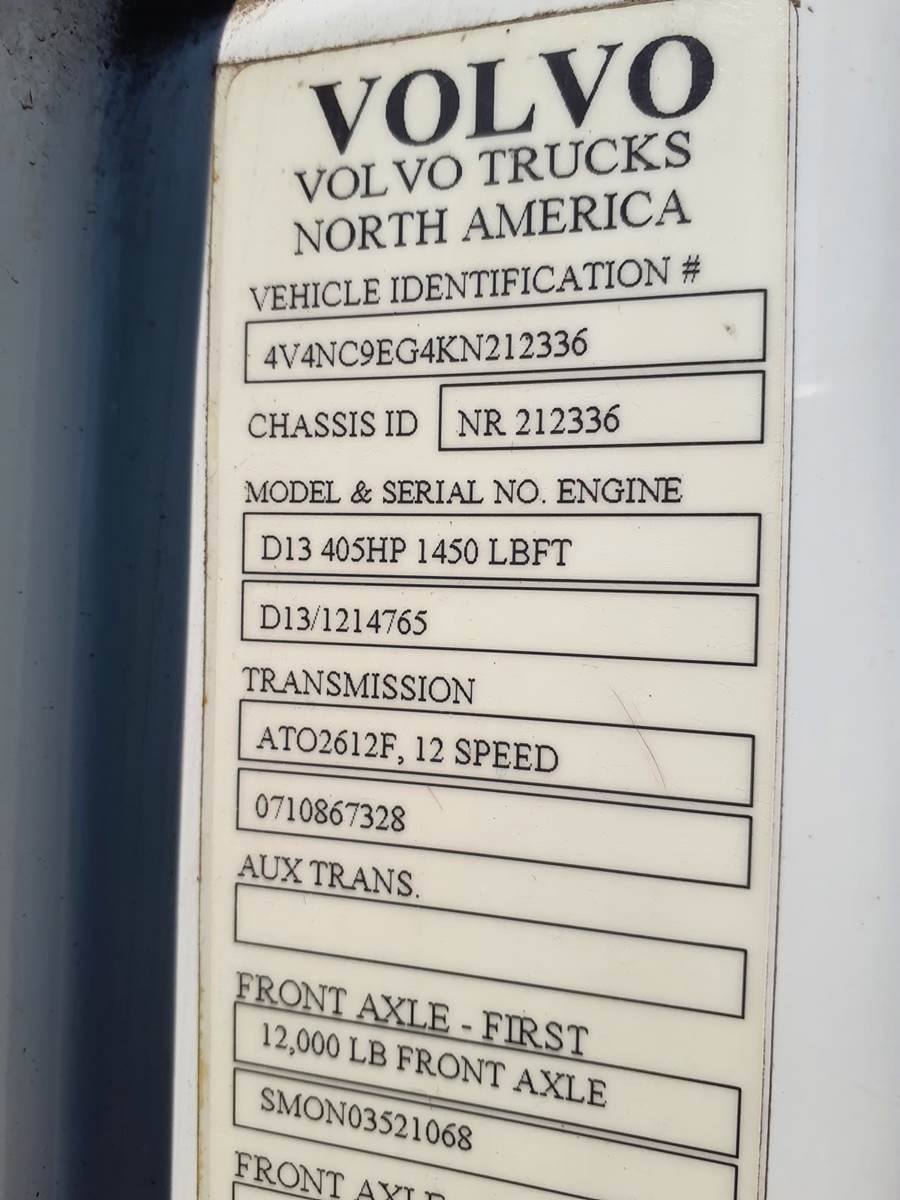 VOLVO
VOLVO TRUCKS
NORTH AMERICA
VEHICLE IDENTIFICATION #
4V4NC9EG4KN212336
CHASSIS ID NR 212336
MODEL & SERIAL NO. ENGINE
D13 405HP 1450 LBFT
D13/1214765
TRANSMISSION
ATO2612F, 12 SPEED
0710867328
AUX TRANS.
FRONT AXLE - FIRST
12,000 LB FRONT AXLE
SMON03521068
FRONT AXLE